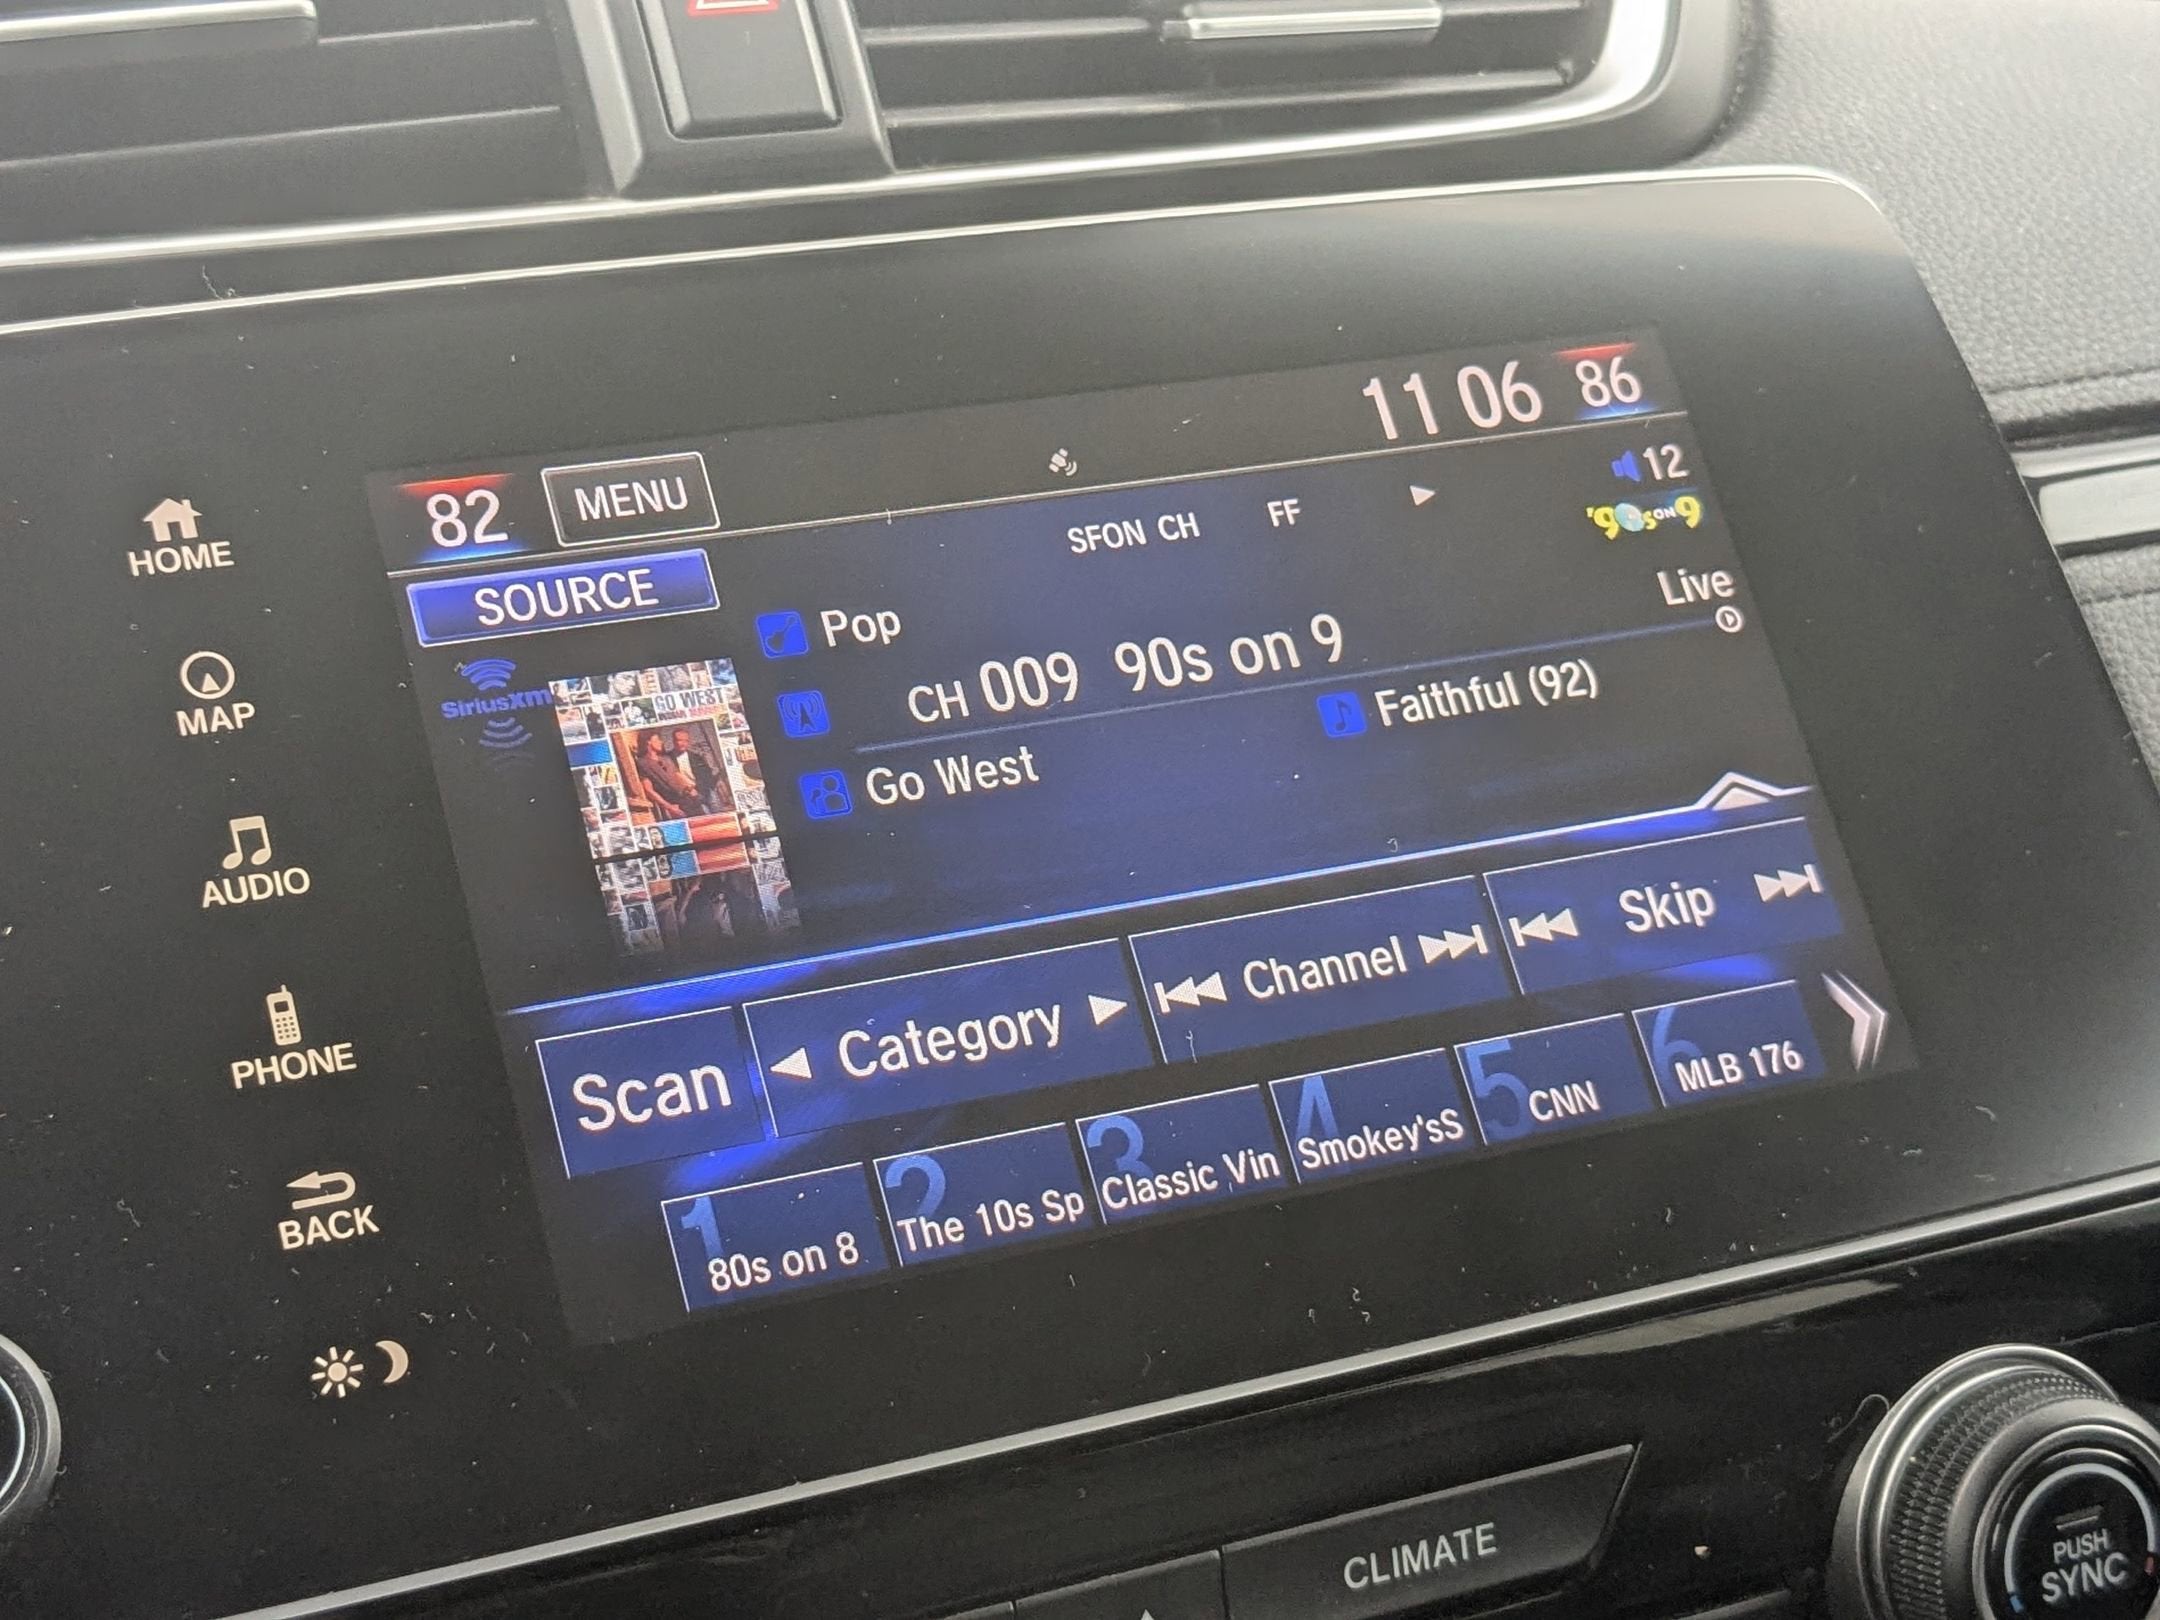 11 06 86
82 MENU
12
SFON CH FF
'90s ON 9
SOURCE
HOME
Live
Pop
SiriusXm
CH 009 90s on 9
GO WEST
Faithful (92)
MAP
Go West
AUDIO
Scan
Category
Channel
Skip
PHONE
1 80s on 8
2 The 10s Sp
3 Classic Vin
4 Smokey'sS
5 CNN
6 MLB 176
BACK
CLIMATE
PUSH
SYNC